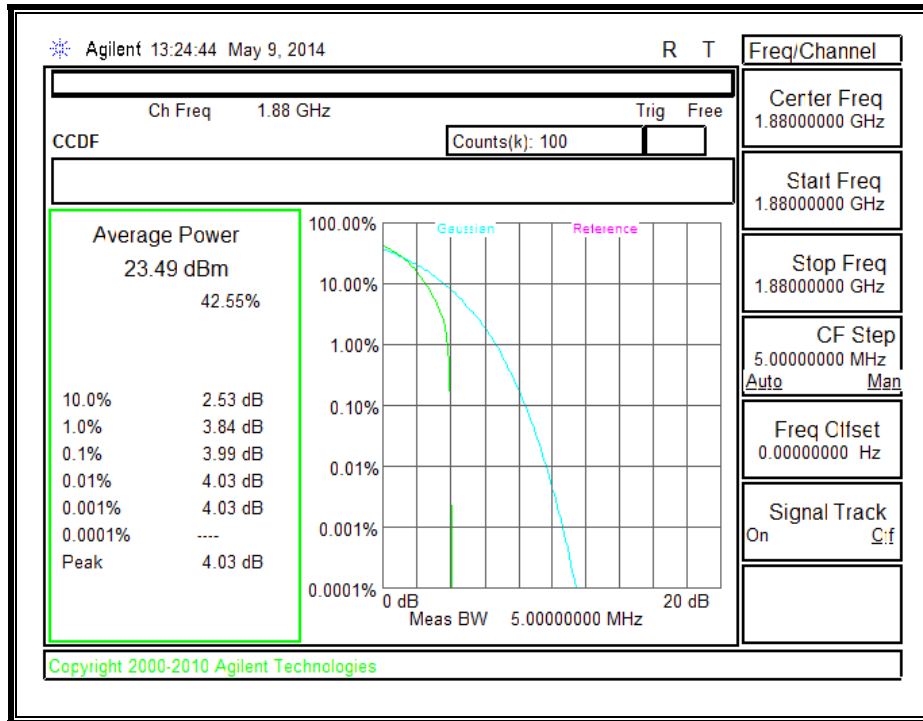 Agilent 13:24:44 May 9, 2014 R T
Ch Freq 1.88 GHz Trig Free
CCDF Counts(k): 100
Average Power
23.49 dBm
42.55%
10.0% 2.53 dB
1.0% 3.84 dB
0.1% 3.99 dB
0.01% 4.03 dB
0.001% 4.03 dB
0.0001% ----
Peak 4.03 dB
Gaussian Reference
100.00%
10.00%
1.00%
0.10%
0.01%
0.001%
0.0001%
0 dB 20 dB
Meas BW 5.00000000 MHz
Freq/Channel
Center Freq
1.88000000 GHz
Start Freq
1.88000000 GHz
Stop Freq
1.88000000 GHz
CF Step
5.00000000 MHz
Auto Man
Freq Offset
0.00000000 Hz
Signal Track
On Off
Copyright 2000-2010 Agilent Technologies